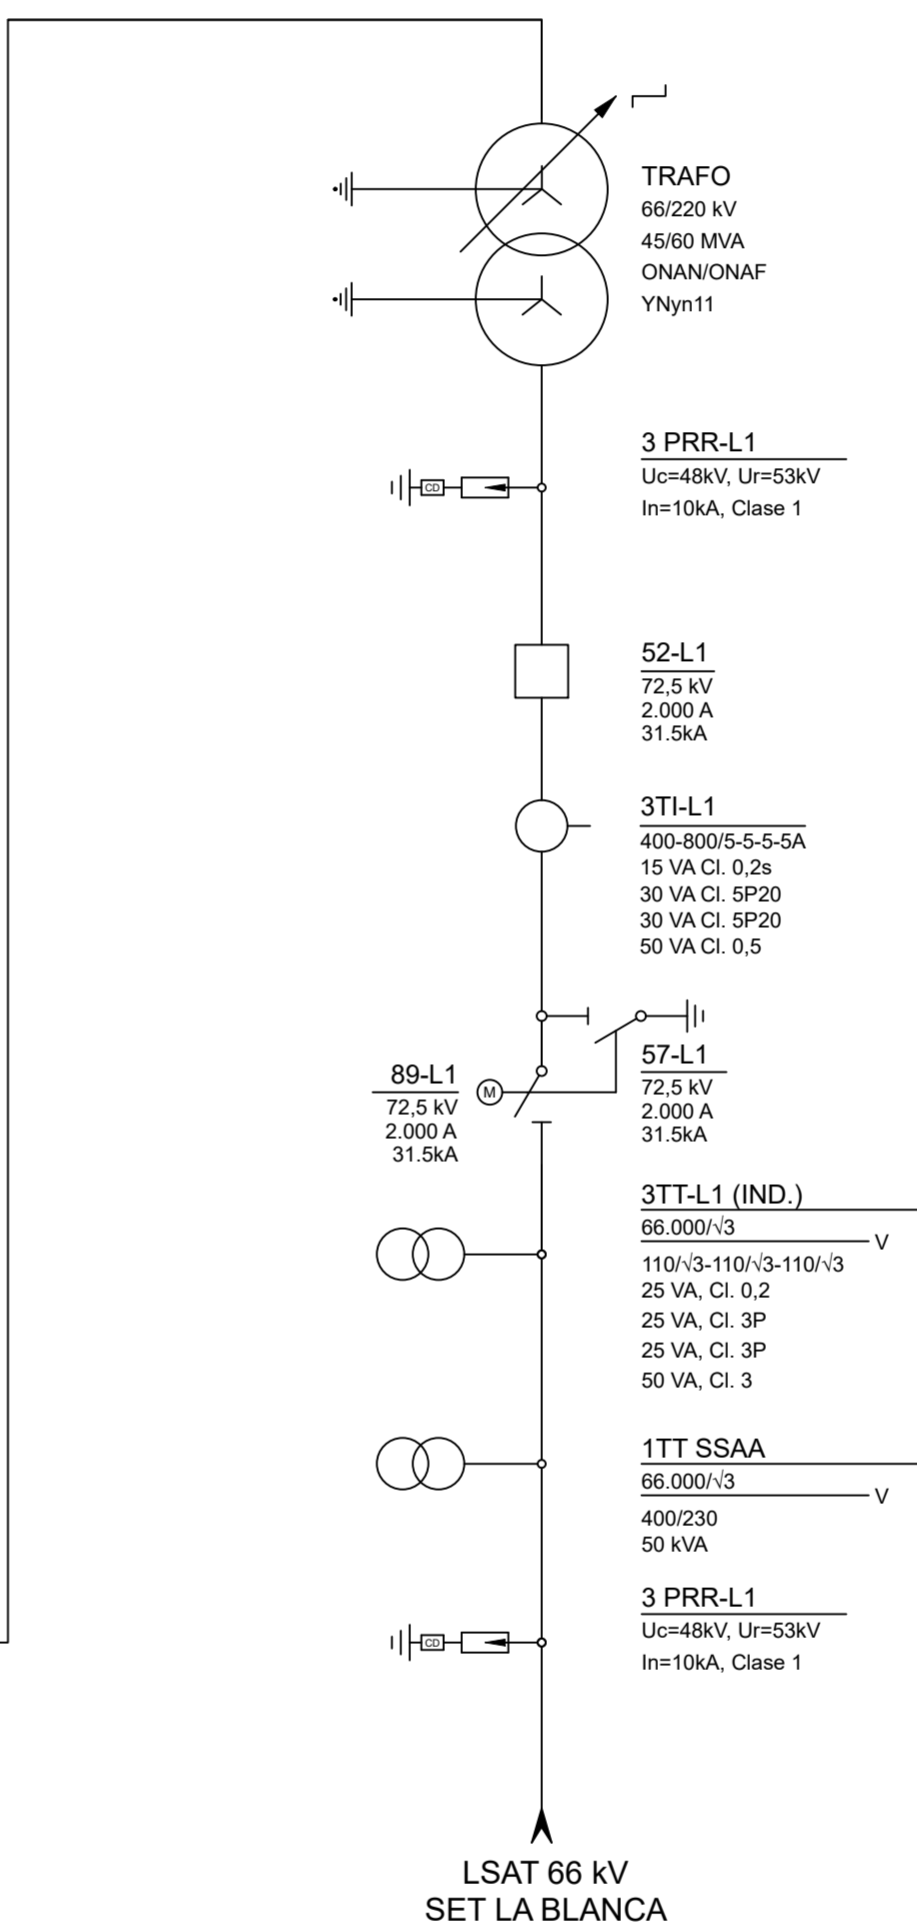 TRAFO
66/220 kV
45/60 MVA
ONAN/ONAF
YNyn11
3 PRR-L1
Uc=48kV, Ur=53kV
In=10kA, Clase 1
CD
52-L1
72,5 kV
2.000 A
31.5kA
3TI-L1
400-800/5-5-5-5A
15 VA Cl. 0,2s
30 VA Cl. 5P20
30 VA Cl. 5P20
50 VA Cl. 0,5
89-L1
72,5 kV
2.000 A
31.5kA
M
57-L1
72,5 kV
2.000 A
31.5kA
3TT-L1 (IND.)
66.000/√3
V
110/√3-110/√3-110/√3
25 VA, Cl. 0,2
25 VA, Cl. 3P
25 VA, Cl. 3P
50 VA, Cl. 3
1TT SSAA
66.000/√3
V
400/230
50 kVA
3 PRR-L1
Uc=48kV, Ur=53kV
In=10kA, Clase 1
CD
LSAT 66 kV
SET LA BLANCA